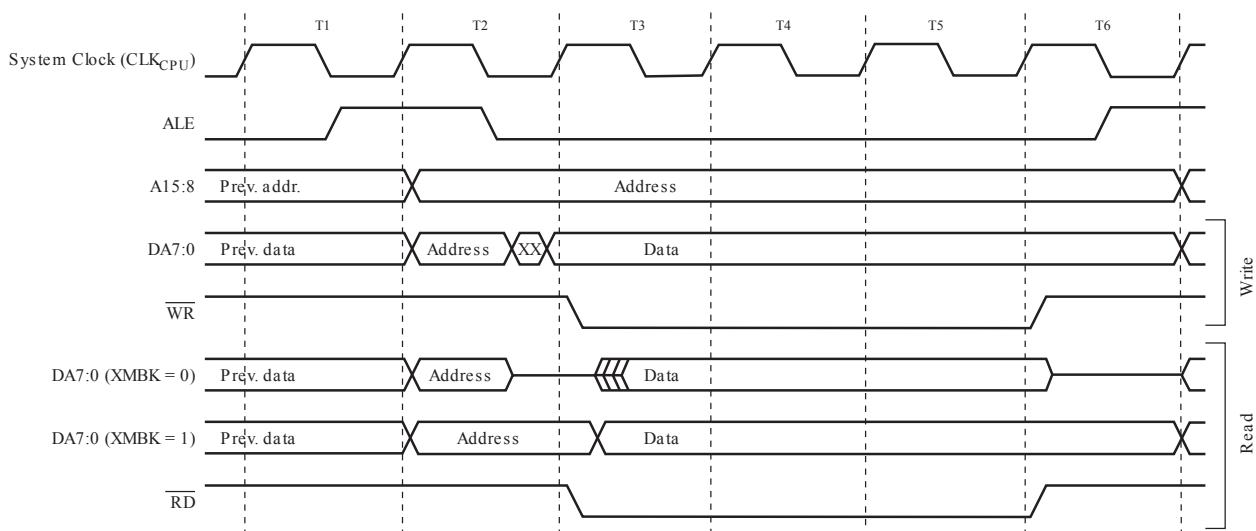 T1 T2 T3 T4 T5 T6
System Clock (CLKCPU)
ALE
A15:8 Prev. addr. Address
DA7:0 Prev. data Address XX Data
WR
Write
DA7:0 (XMBK = 0) Prev. data Address Data
DA7:0 (XMBK = 1) Prev. data Address Data
RD
Read